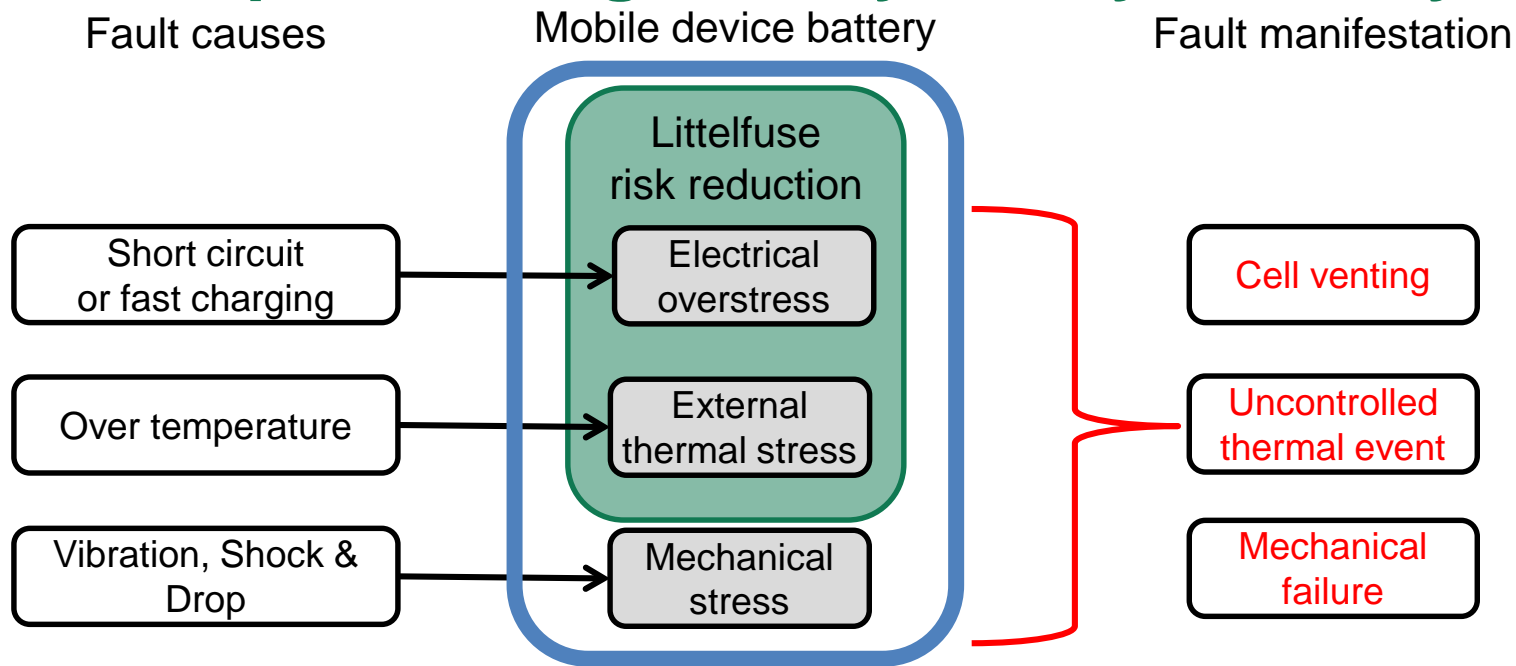 Fault causes
Mobile device battery
Fault manifestation
Littelfuse
risk reduction
Short circuit
or fast charging
Electrical
overstress
Cell venting
Over temperature
External
thermal stress
Uncontrolled
thermal event
Vibration, Shock &
Drop
Mechanical
stress
Mechanical
failure